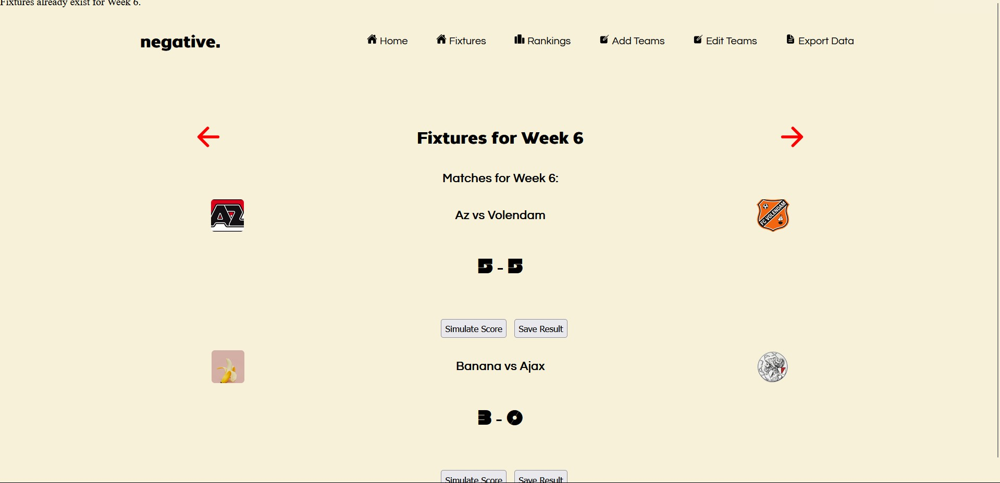 Fixtures already exist for Week 6.
negative.
Home Fixtures Rankings Add Teams Edit Teams Export Data
Fixtures for Week 6
Matches for Week 6:
AZ
Az vs Volendam
FC VOLENDAM
5 - 5
Simulate Score Save Result
Banana vs Ajax
AJAX
3 - 0
Simulate Score Save Result